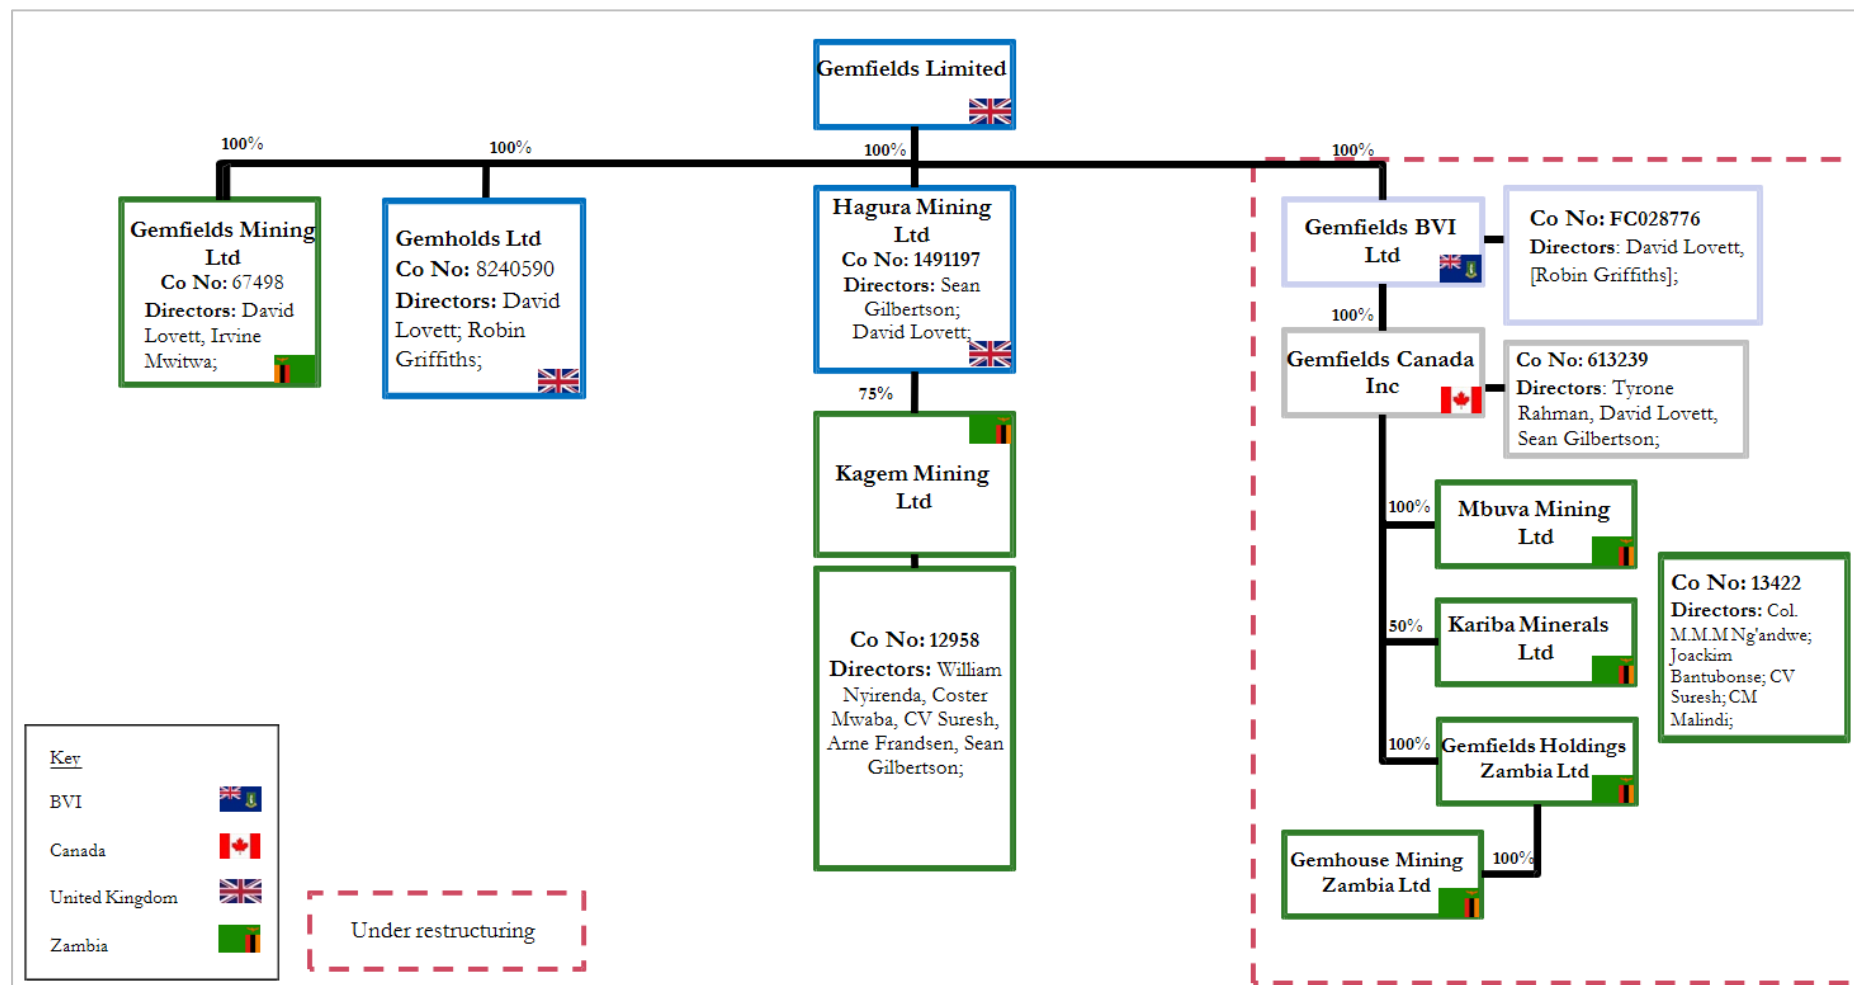 Gemfields Limited
100%
100%
100%
100%
Gemfields Mining
Ltd
Co No: 67498
Directors: David
Lovett, Irvine
Mwitwa;
Gemholds Ltd
Co No: 8240590
Directors: David
Lovett; Robin
Griffiths;
Hagura Mining
Ltd
Co No: 1491197
Directors: Sean
Gilbertson;
David Lovett;
75%
Kagem Mining
Ltd
Co No: 12958
Directors: William
Nyirenda, Coster
Mwaba, CV Suresh,
Arne Frandsen, Sean
Gilbertson;
Gemfields BVI
Ltd
Co No: FC028776
Directors: David Lovett,
[Robin Griffiths];
100%
Gemfields Canada
Inc
Co No: 613239
Directors: Tyrone
Rahman, David Lovett,
Sean Gilbertson;
100%
Mbuva Mining
Ltd
50%
Kariba Minerals
Ltd
Co No: 13422
Directors: Col.
M.M.M Ng'andwe;
Joackim
Bantubonse; CV
Suresh; CM
Malindi;
100%
Gemfields Holdings
Zambia Ltd
Gemhouse Mining
Zambia Ltd
100%
Key
BVI
Canada
United Kingdom
Zambia
Under restructuring